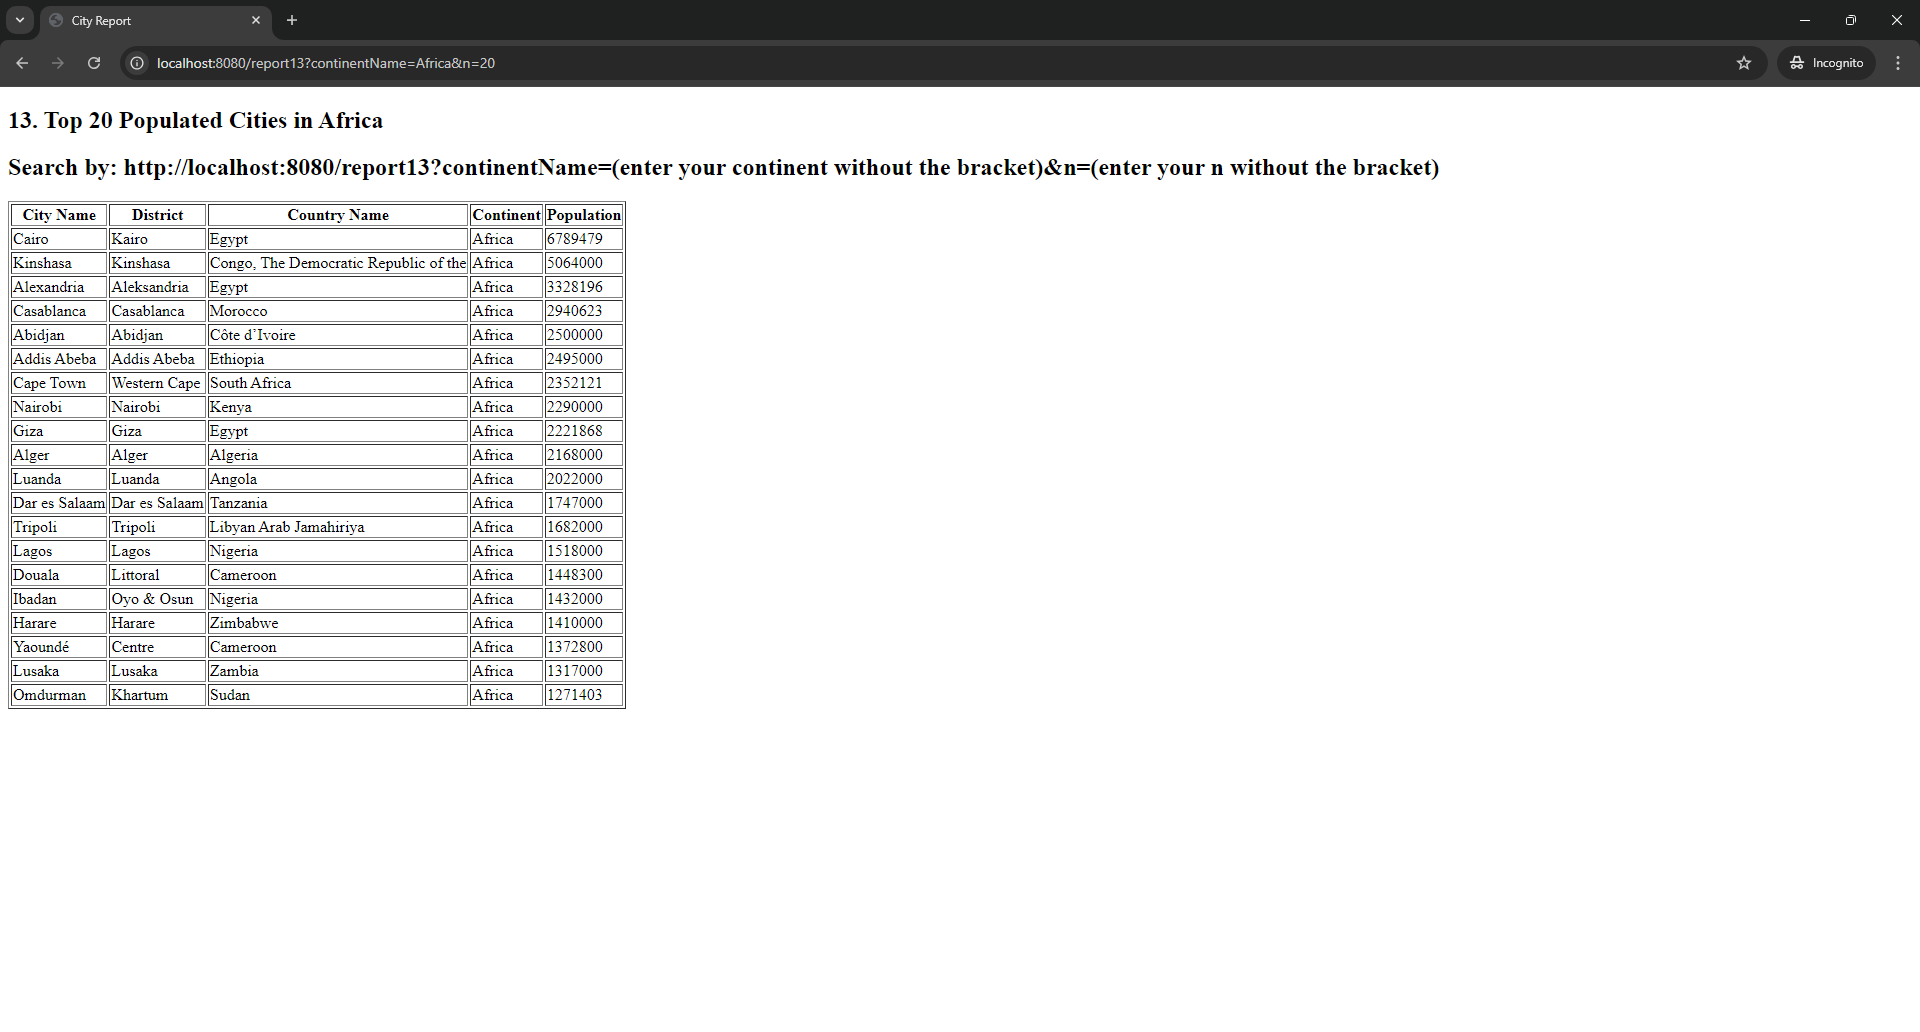 City Report
localhost:8080/report13?continentName=Africa&n=20
Incognito
13. Top 20 Populated Cities in Africa
Search by: http://localhost:8080/report13?continentName=(enter your continent without the bracket)&n=(enter your n without the bracket)
City Name District Country Name Continent Population
Cairo Kairo Egypt Africa 6789479
Kinshasa Kinshasa Congo, The Democratic Republic of the Africa 5064000
Alexandria Aleksandria Egypt Africa 3328196
Casablanca Casablanca Morocco Africa 2940623
Abidjan Abidjan Côte d’Ivoire Africa 2500000
Addis Abeba Addis Abeba Ethiopia Africa 2495000
Cape Town Western Cape South Africa Africa 2352121
Nairobi Nairobi Kenya Africa 2290000
Giza Giza Egypt Africa 2221868
Alger Alger Algeria Africa 2168000
Luanda Luanda Angola Africa 2022000
Dar es Salaam Dar es Salaam Tanzania Africa 1747000
Tripoli Tripoli Libyan Arab Jamahiriya Africa 1682000
Lagos Lagos Nigeria Africa 1518000
Douala Littoral Cameroon Africa 1448300
Ibadan Oyo & Osun Nigeria Africa 1432000
Harare Harare Zimbabwe Africa 1410000
Yaoundé Centre Cameroon Africa 1372800
Lusaka Lusaka Zambia Africa 1317000
Omdurman Khartum Sudan Africa 1271403